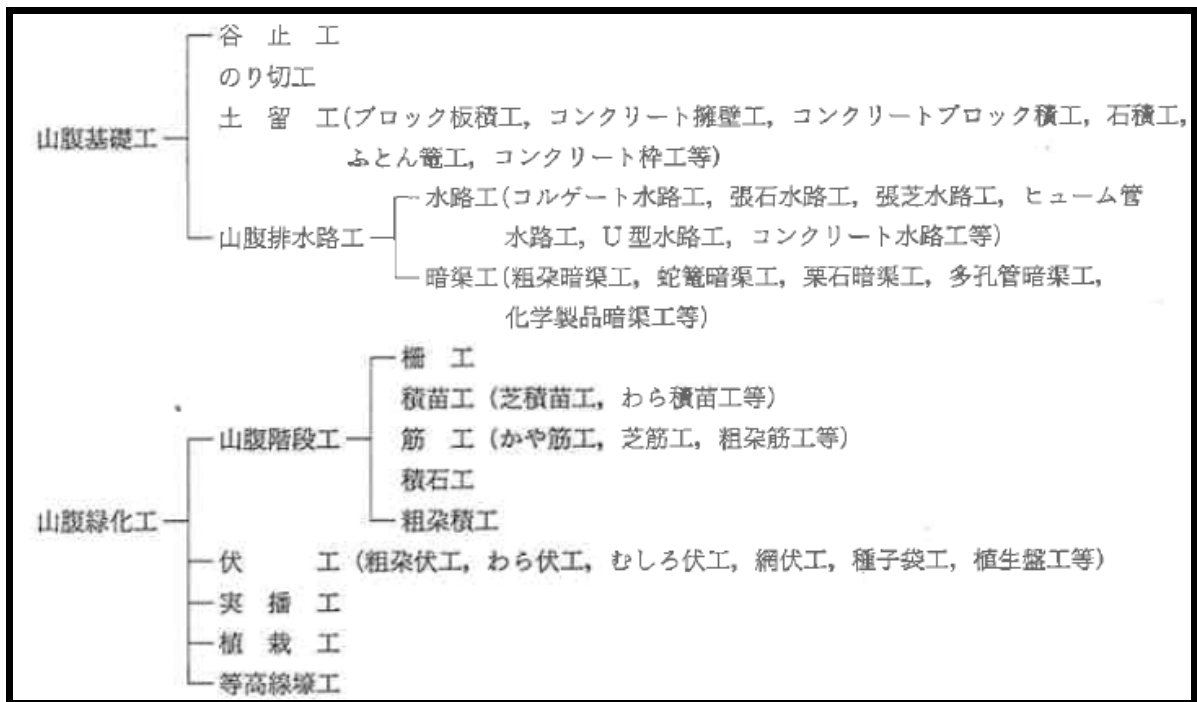 谷止工
のり切工
山腹基礎工
土留工(ブロック板積工, コンクリート擁壁工, コンクリートブロック積工, 石積工,
ふとん篭工, コンクリート枠工等)
水路工(コルゲート水路工, 張石水路工, 張芝水路工, ヒューム管
山腹排水路工
水路工, U型水路工, コンクリート水路工等)
暗渠工(粗朶暗渠工, 蛇篭暗渠工, 栗石暗渠工, 多孔管暗渠工,
化学製品暗渠工等)
柵工
積苗工(芝積苗工, わら積苗工等)
山腹階段工
筋工(かや筋工, 芝筋工, 粗朶筋工等)
積石工
山腹緑化工
粗朶積工
伏工(粗朶伏工, わら伏工, むしろ伏工, 網伏工, 種子袋工, 植生盤工等)
実播工
植栽工
等高線壕工